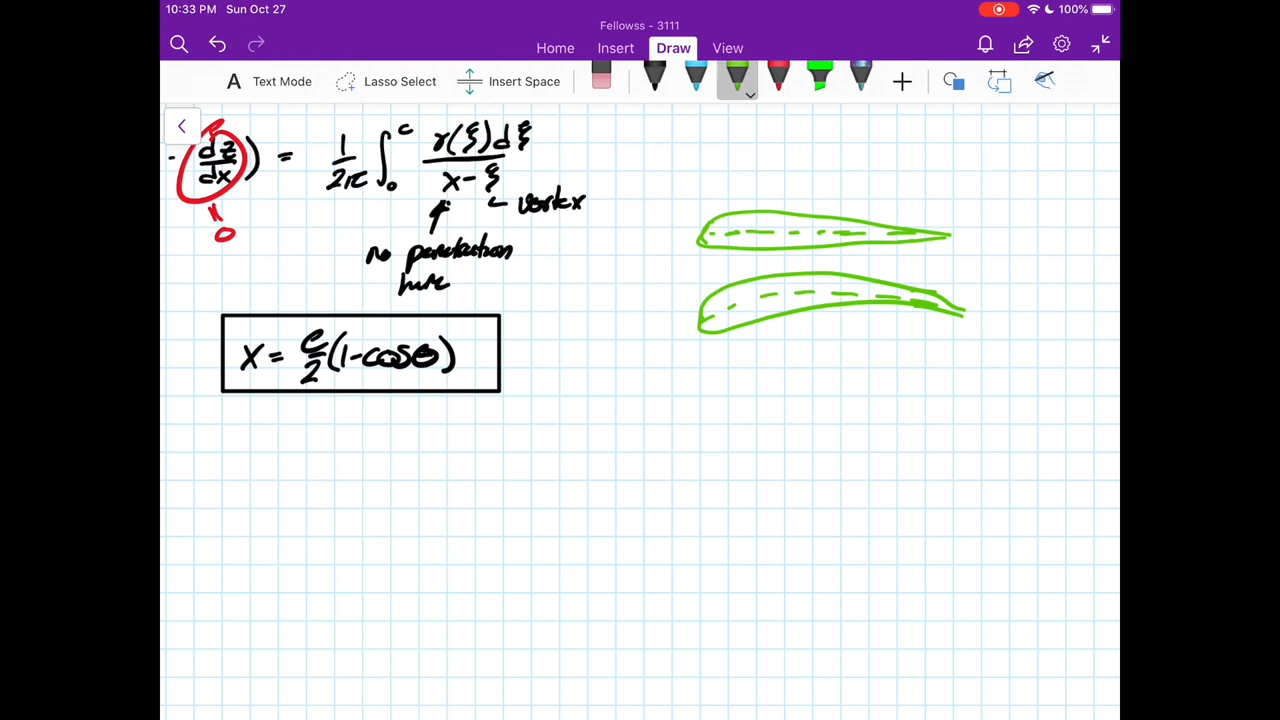 10:33 PM Sun Oct 27 100%
Fellowss - 3111
Home Insert Draw View
A Text Mode Lasso Select Insert Space
- dz/dx) = 1/2π ∫₀ᶜ γ(ξ)dξ / x-ξ
0
vortex
no penetration
here
x = c/2 (1-cosθ)